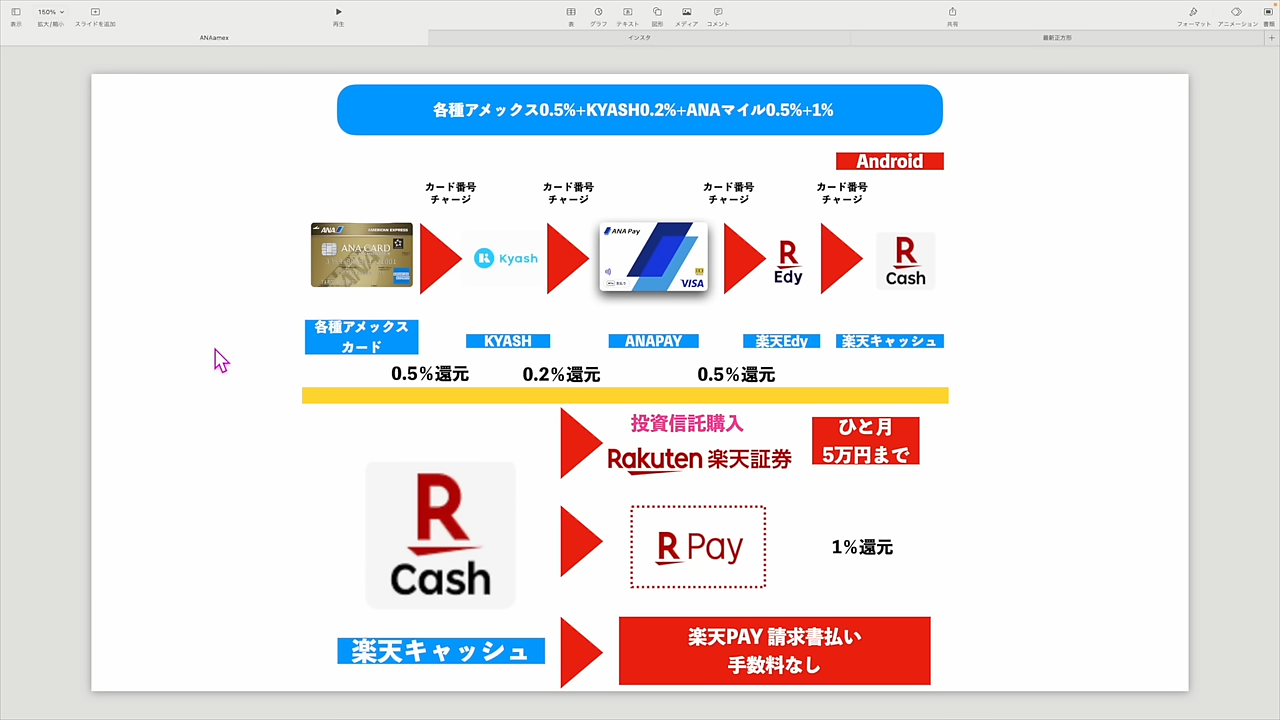 150%
表示
拡大/縮小
スライドを追加
再生
表
グラフ
テキスト
図形
メディア
コメント
共有
フォーマット
アニメーション
書類
ANAamex
インスタ
最新正方形
各種アメックス0.5%+KYASH0.2%+ANAマイル0.5%+1%
Android
カード番号
チャージ
カード番号
チャージ
カード番号
チャージ
カード番号
チャージ
ANA
AMERICAN EXPRESS
ANA CARD
Kyash
ANA Pay
VISA
R
Edy
R
Cash
各種アメックス
カード
KYASH
ANAPAY
楽天Edy
楽天キャッシュ
0.5%還元
0.2%還元
0.5%還元
投資信託購入
Rakuten 楽天証券
ひと月
5万円まで
R
Cash
R Pay
1%還元
楽天キャッシュ
楽天PAY 請求書払い
手数料なし